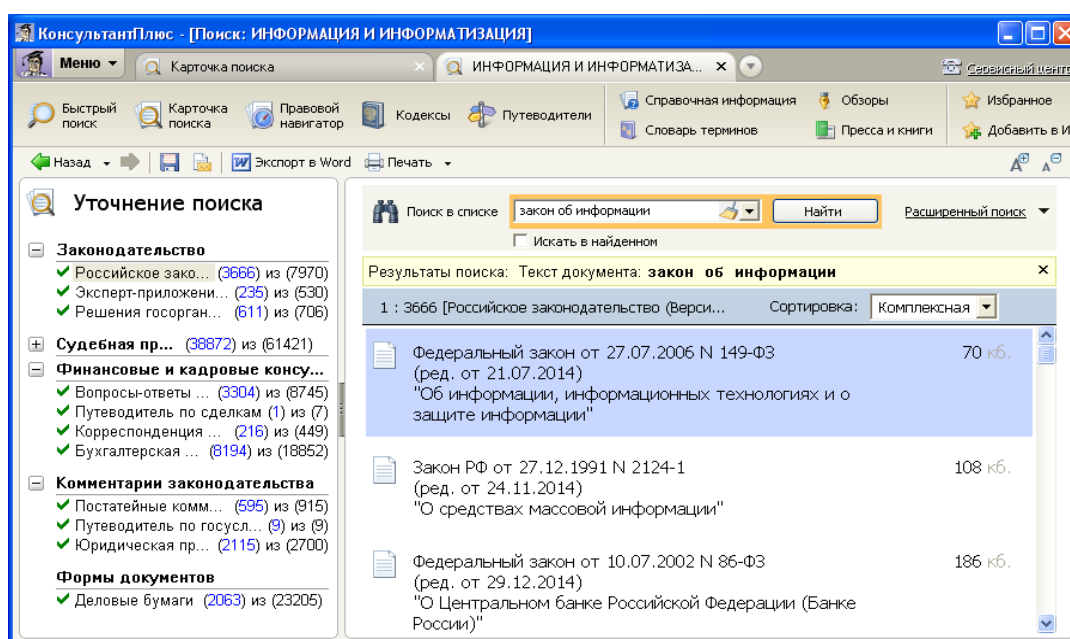 КонсультантПлюс - [Поиск: ИНФОРМАЦИЯ И ИНФОРМАТИЗАЦИЯ]
Меню Карточка поиска ИНФОРМАЦИЯ И ИНФОРМАТИЗА... Сервисный цент
Быстрый поиск
Карточка поиска
Правовой навигатор
Кодексы
Путеводители
Справочная информация
Словарь терминов
Обзоры
Пресса и книги
Избранное
Добавить в И
Назад Экспорт в Word Печать
Уточнение поиска
Законодательство
Российское зако... (3666) из (7970)
Эксперт-приложени... (235) из (530)
Решения госорган... (611) из (706)
Судебная пр... (38872) из (61421)
Финансовые и кадровые консу...
Вопросы-ответы ... (3304) из (8745)
Путеводитель по сделкам (1) из (7)
Корреспонденция ... (216) из (449)
Бухгалтерская ... (8194) из (18852)
Комментарии законодательства
Постатейные комм... (595) из (915)
Путеводитель по госусл... (9) из (9)
Юридическая пр... (2115) из (2700)
Формы документов
Деловые бумаги (2063) из (23205)
Поиск в списке закон об информации Найти Расширенный поиск
Искать в найденном
Результаты поиска: Текст документа: закон об информации
1 : 3666 [Российское законодательство (Верси... Сортировка: Комплексная
Федеральный закон от 27.07.2006 N 149-ФЗ 70 кб.
(ред. от 21.07.2014)
"Об информации, информационных технологиях и о
защите информации"
Закон РФ от 27.12.1991 N 2124-1 108 кб.
(ред. от 24.11.2014)
"О средствах массовой информации"
Федеральный закон от 10.07.2002 N 86-ФЗ 186 кб.
(ред. от 29.12.2014)
"О Центральном банке Российской Федерации (Банке
России)"